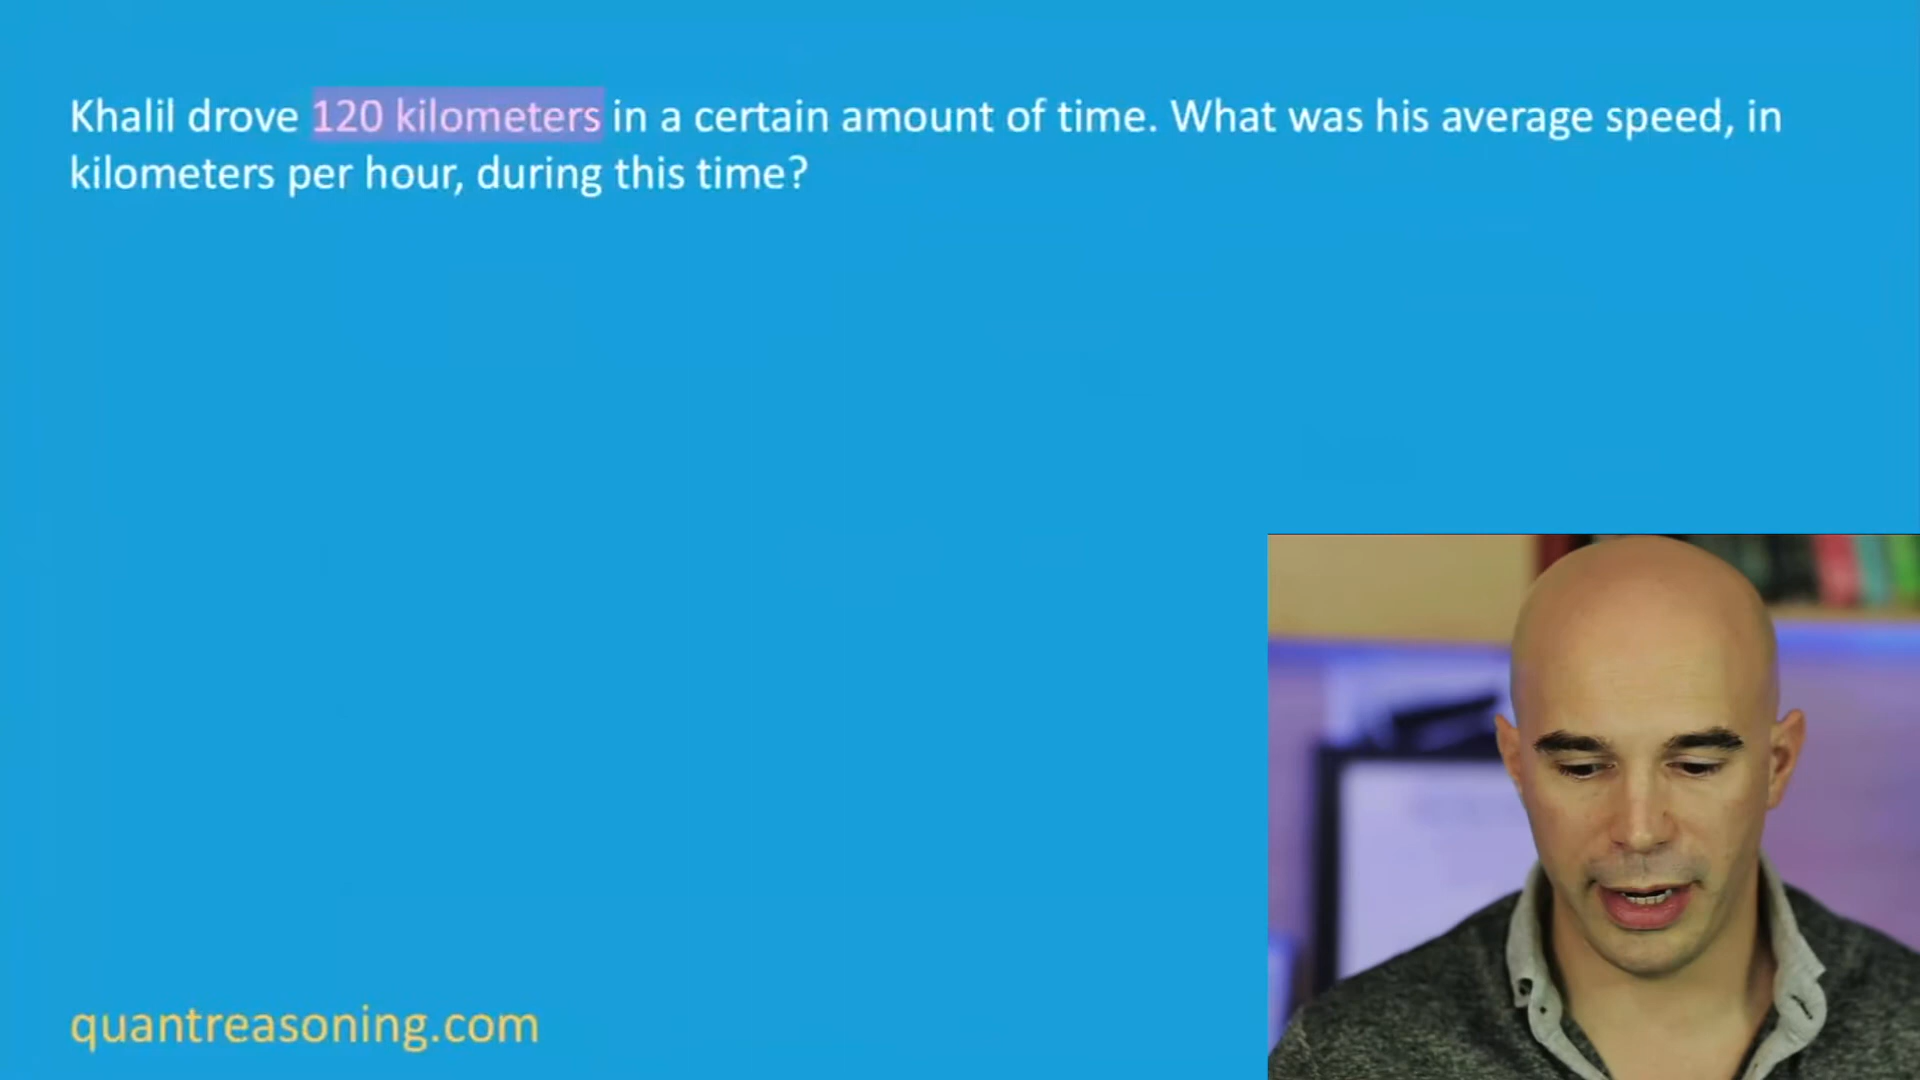 Khalil drove 120 kilometers in a certain amount of time. What was his average speed, in
kilometers per hour, during this time?
quantreasoning.com